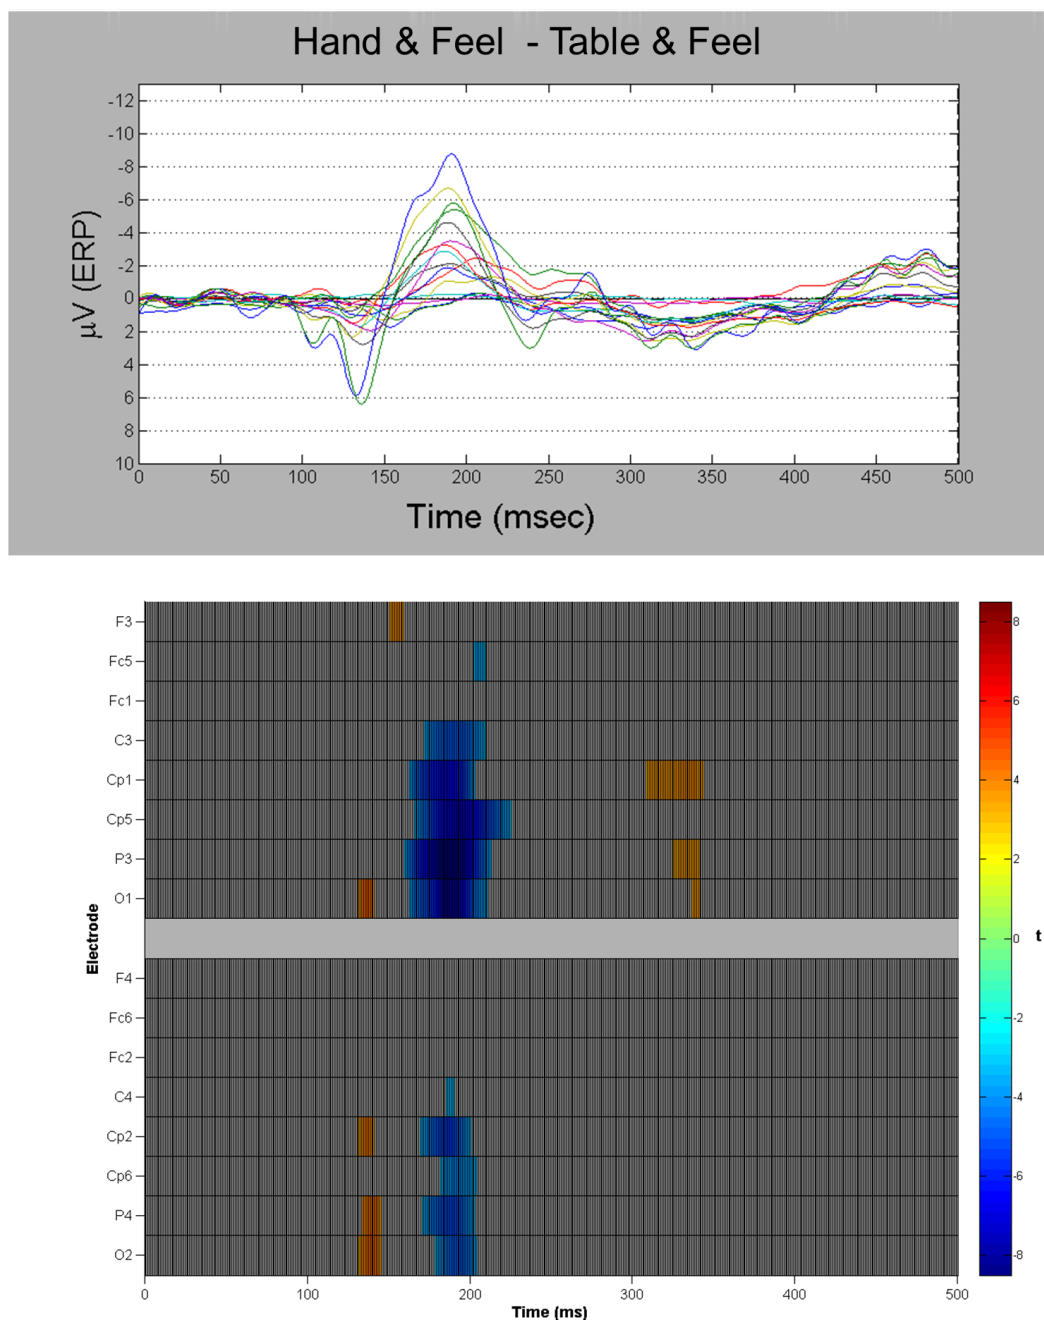 Hand & Feel - Table & Feel
-12
-10
-8
-6
-4
-2
0
2
4
6
8
10
µV (ERP)
0 50 100 150 200 250 300 350 400 450 500
Time (msec)
F3
Fc5
Fc1
C3
Cp1
Cp5
P3
O1
Electrode
F4
Fc6
Fc2
C4
Cp2
Cp6
P4
O2
0 100 200 300 400 500
Time (ms)
8
6
4
2
0
-2
-4
-6
-8
t